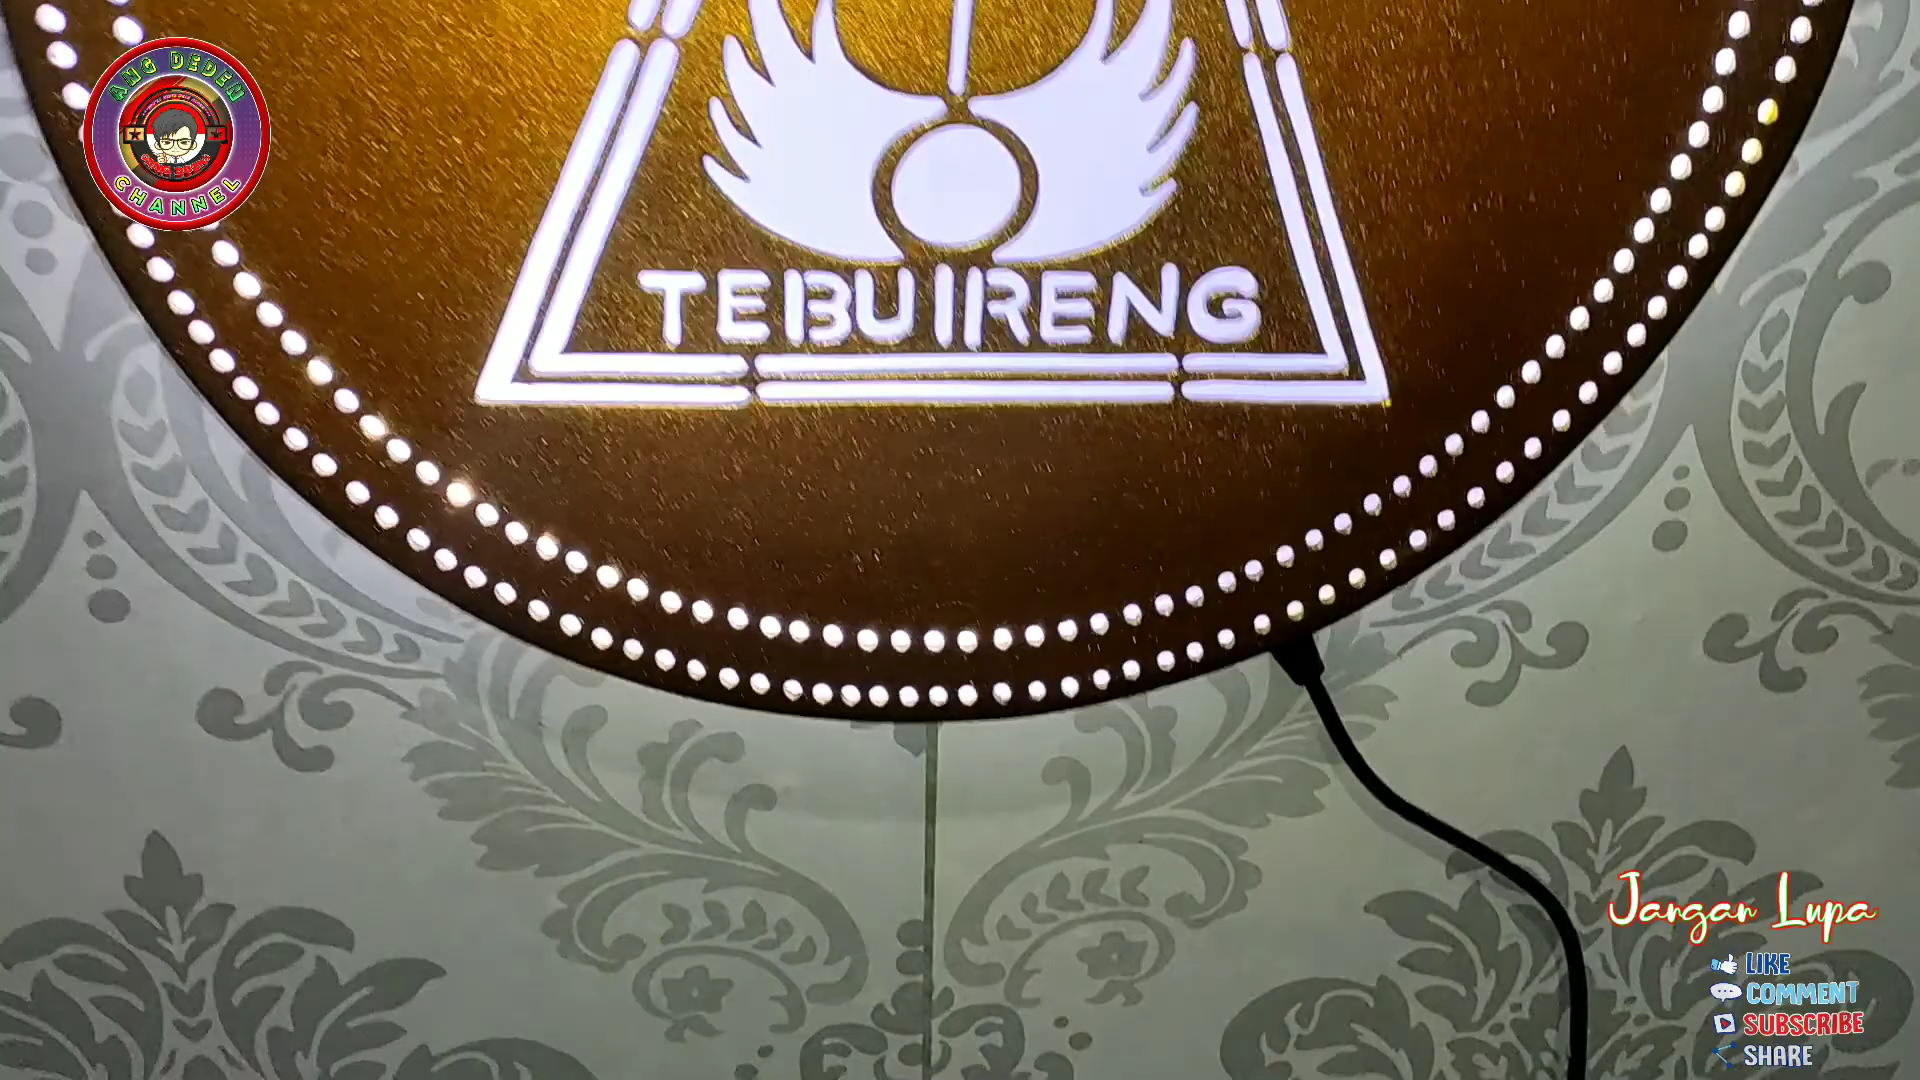 ANG DEDEN
CHANNEL
TEBUIRENG
Jangan Lupa
LIKE
COMMENT
SUBSCRIBE
SHARE